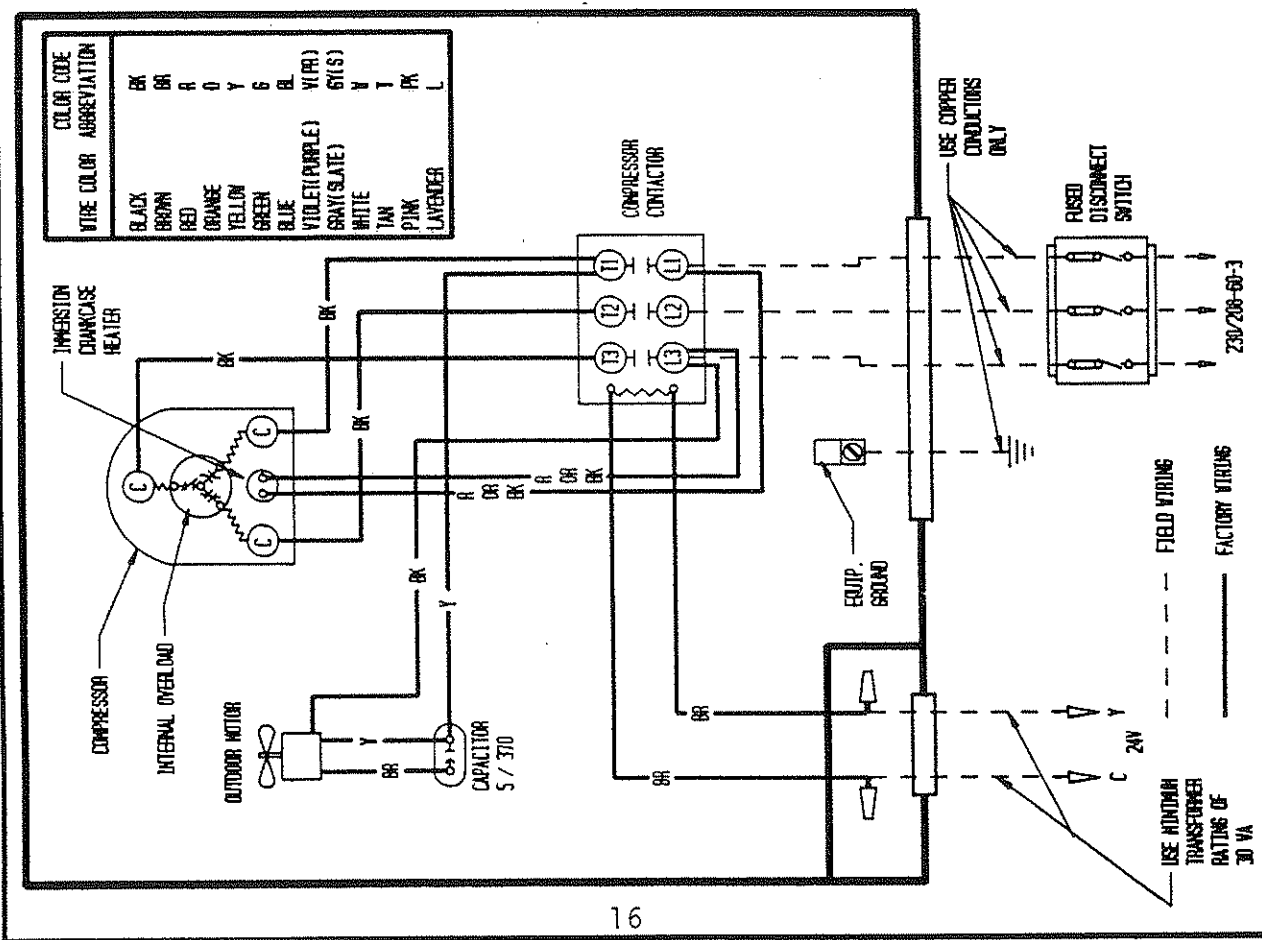 COLOR CODE
WIRE COLOR ABBREVIATION
BLACK BK
BROWN BR
RED R
ORANGE O
YELLOW Y
GREEN G
BLUE BL
VIOLET(PURPLE) V(PR)
GRAY(SLATE) GY(S)
WHITE W
TAN T
PINK PK
LAVENDER L
IMMERSION
CRANKCASE
HEATER
COMPRESSOR
INTERNAL OVERLOAD
C
C
C
BK
BK
BK
OUTDOOR MOTOR
BK
Y
Y
BR
CAPACITOR
5 / 370
R OR BK
R OR BK
COMPRESSOR
CONTACTOR
T3
T2
T1
L3
L2
L1
BR
BR
EQUIP.
GROUND
USE COPPER
CONDUCTORS
ONLY
FUSED
DISCONNECT
SWITCH
230/208-60-3
C
Y
24V
USE MINIMUM
TRANSFORMER
RATING OF
30 VA
FIELD WIRING
FACTORY WIRING
16